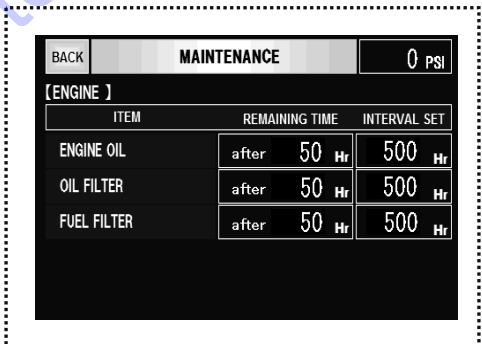 BACK MAINTENANCE 0 PSI
【ENGINE 】
ITEM REMAINING TIME INTERVAL SET
ENGINE OIL after 50 Hr 500 Hr
OIL FILTER after 50 Hr 500 Hr
FUEL FILTER after 50 Hr 500 Hr